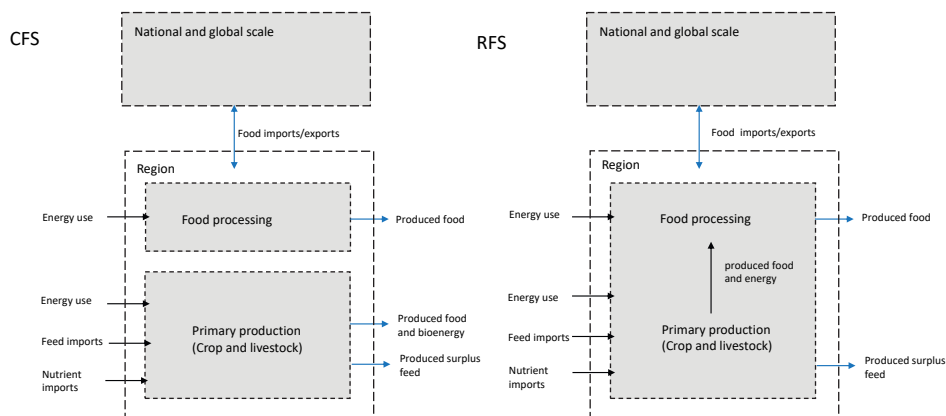 CFS
National and global scale
Food imports/exports
Region
Energy use
Food processing
Produced food
Energy use
Feed imports
Nutrient
imports
Primary production
(Crop and livestock)
Produced food
and bioenergy
Produced surplus
feed
RFS
National and global scale
Food imports/exports
Region
Energy use
Food processing
Produced food
produced food
and energy
Energy use
Feed imports
Nutrient
imports
Primary production
(Crop and livestock)
Produced surplus
feed